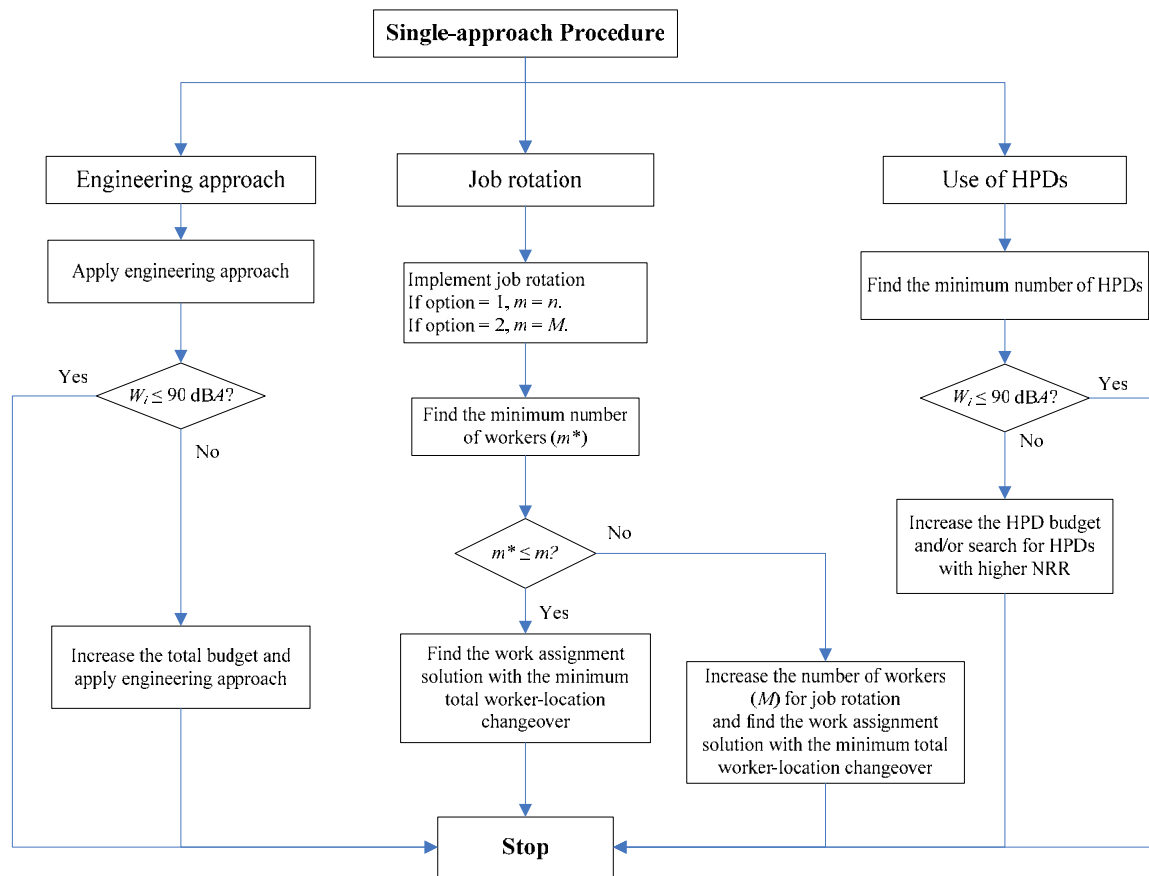 Single-approach Procedure
Engineering approach
Job rotation
Use of HPDs
Apply engineering approach
Implement job rotation
If option = 1, m = n.
If option = 2, m = M.
Find the minimum number of HPDs
Yes
Wi ≤ 90 dBA?
No
Find the minimum number
of workers (m*)
Wi ≤ 90 dBA?
Yes
No
m* ≤ m?
No
Yes
Increase the HPD budget
and/or search for HPDs
with higher NRR
Increase the total budget and
apply engineering approach
Find the work assignment
solution with the minimum
total worker-location
changeover
Increase the number of workers
(M) for job rotation
and find the work assignment
solution with the minimum total
worker-location changeover
Stop